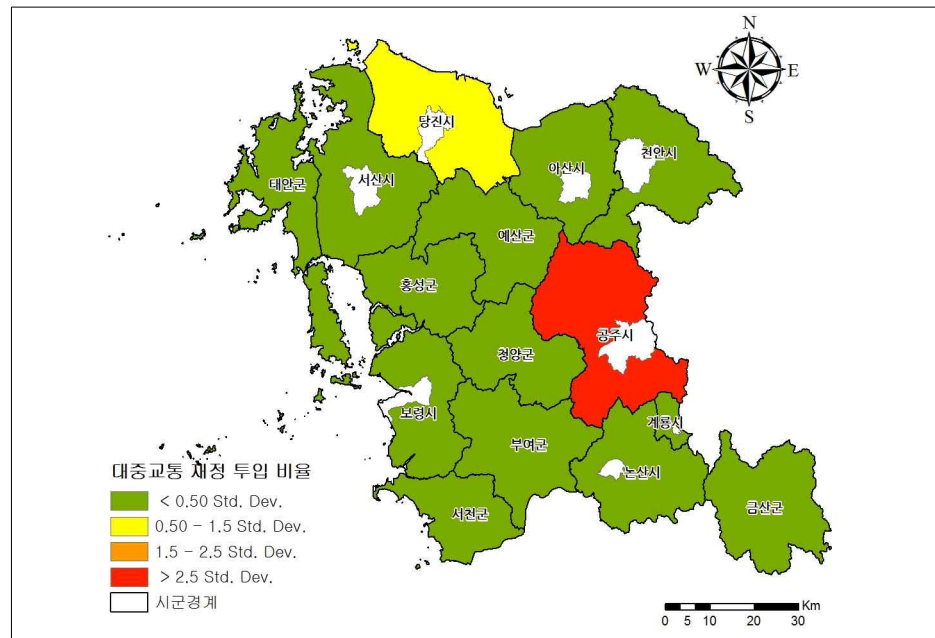 N
W E
S
당진시
태안군
서산시
아산시
천안시
예산군
홍성군
공주시
청양군
보령시
계룡시
부여군
논산시
서천군
금산군
대중교통 재정 투입 비율
< 0.50 Std. Dev.
0.50 - 1.5 Std. Dev.
1.5 - 2.5 Std. Dev.
> 2.5 Std. Dev.
시군경계
Km
0 5 10 20 30